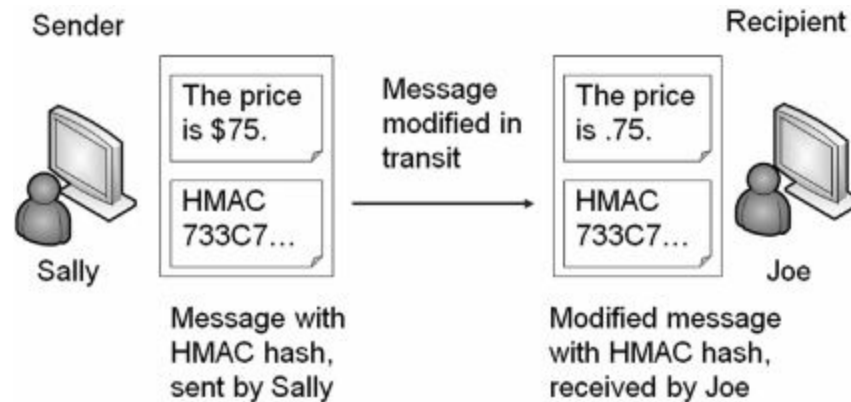 Sender
Recipient
The price
is $75.
HMAC
733C7...
Message
modified in
transit
The price
is .75.
HMAC
733C7...
Sally
Joe
Message with
HMAC hash,
sent by Sally
Modified message
with HMAC hash,
received by Joe